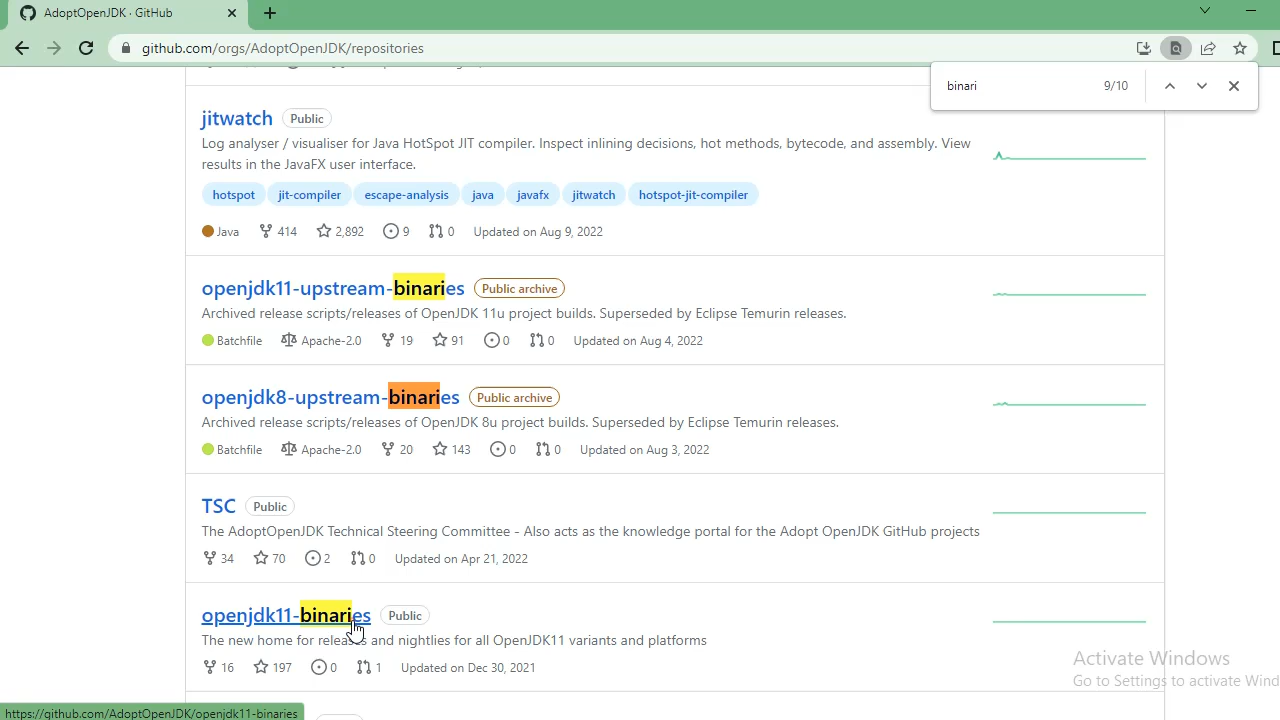 AdoptOpenJDK · GitHub
github.com/orgs/AdoptOpenJDK/repositories
binari 9/10
jitwatch Public
Log analyser / visualiser for Java HotSpot JIT compiler. Inspect inlining decisions, hot methods, bytecode, and assembly. View
results in the JavaFX user interface.
hotspot jit-compiler escape-analysis java javafx jitwatch hotspot-jit-compiler
Java 414 2,892 9 0 Updated on Aug 9, 2022
openjdk11-upstream-binaries Public archive
Archived release scripts/releases of OpenJDK 11u project builds. Superseded by Eclipse Temurin releases.
Batchfile Apache-2.0 19 91 0 0 Updated on Aug 4, 2022
openjdk8-upstream-binaries Public archive
Archived release scripts/releases of OpenJDK 8u project builds. Superseded by Eclipse Temurin releases.
Batchfile Apache-2.0 20 143 0 0 Updated on Aug 3, 2022
TSC Public
The AdoptOpenJDK Technical Steering Committee - Also acts as the knowledge portal for the Adopt OpenJDK GitHub projects
34 70 2 0 Updated on Apr 21, 2022
openjdk11-binaries Public
The new home for releases and nightlies for all OpenJDK11 variants and platforms
16 197 0 1 Updated on Dec 30, 2021
Activate Windows
Go to Settings to activate Wind
https://github.com/AdoptOpenJDK/openjdk11-binaries